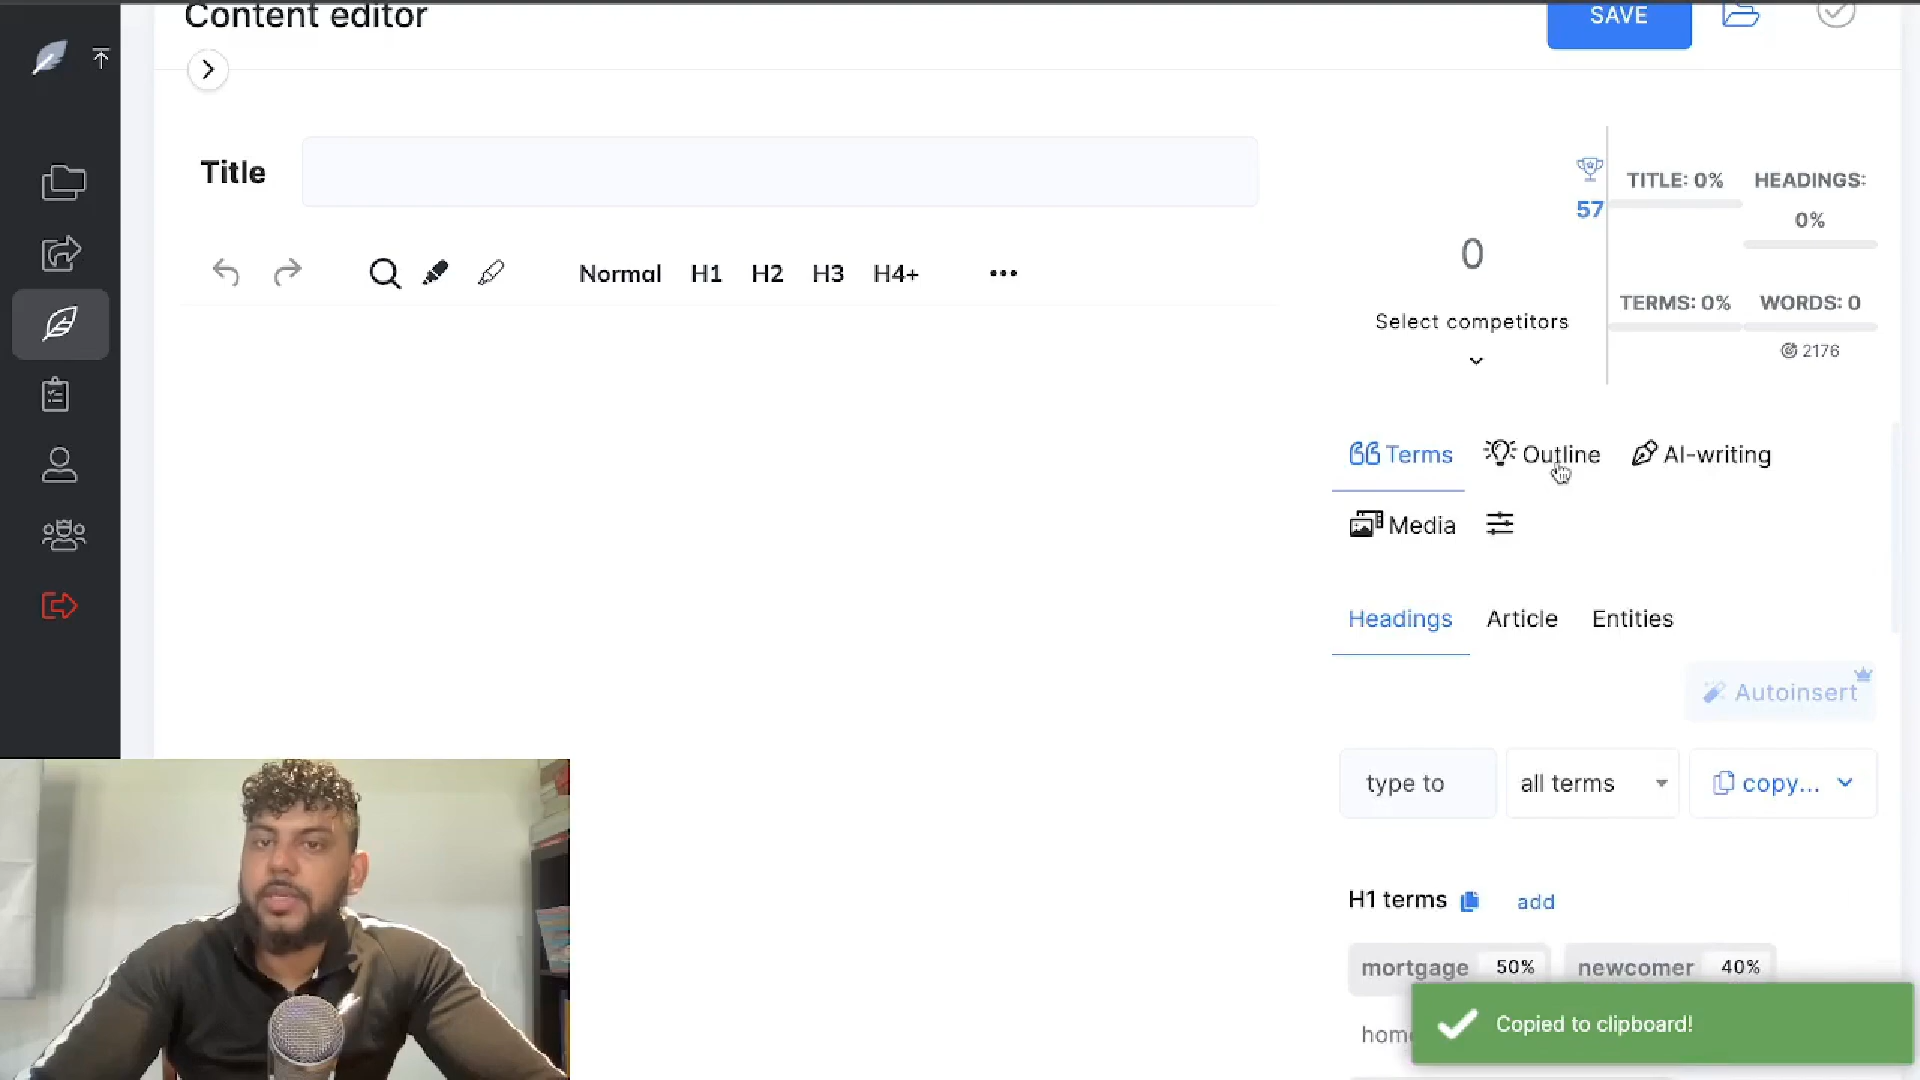 Content editor
SAVE
Title
57
TITLE: 0%
HEADINGS:
0%
0
Select competitors
TERMS: 0%
WORDS: 0
2176
Normal H1 H2 H3 H4+
Terms
Outline
AI-writing
Media
Headings
Article
Entities
Autoinsert
type to
all terms
copy...
H1 terms
add
mortgage 50%
newcomer 40%
Copied to clipboard!